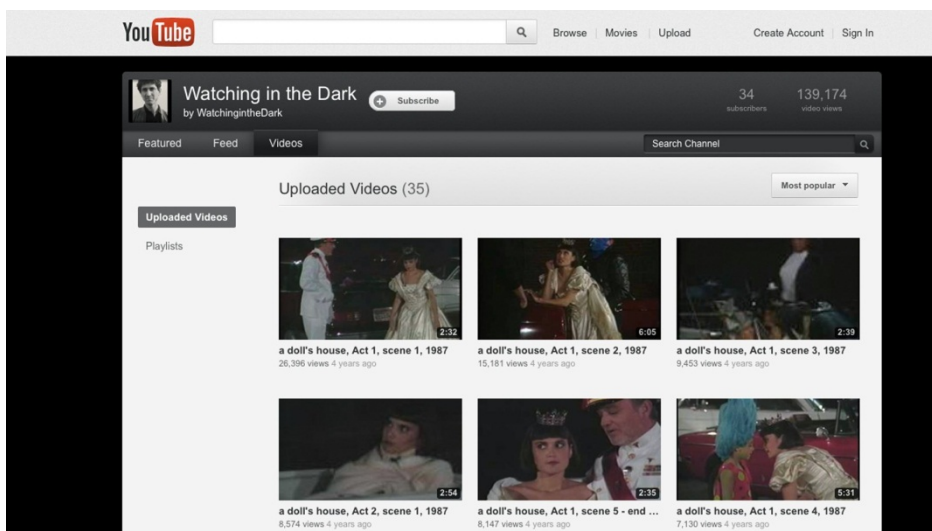 YouTube
Browse Movies Upload Create Account Sign In
Watching in the Dark
Subscribe
by WatchingintheDark
34
subscribers
139,174
video views
Featured Feed Videos
Search Channel
Uploaded Videos (35)
Most popular
Uploaded Videos
Playlists
2:32
6:05
2:39
a doll's house, Act 1, scene 1, 1987
26,396 views 4 years ago
a doll's house, Act 1, scene 2, 1987
15,181 views 4 years ago
a doll's house, Act 1, scene 3, 1987
9,453 views 4 years ago
2:54
2:35
5:31
a doll's house, Act 2, scene 1, 1987
8,574 views 4 years ago
a doll's house, Act 1, scene 5 - end ...
8,147 views 4 years ago
a doll's house, Act 1, scene 4, 1987
7,130 views 4 years ago